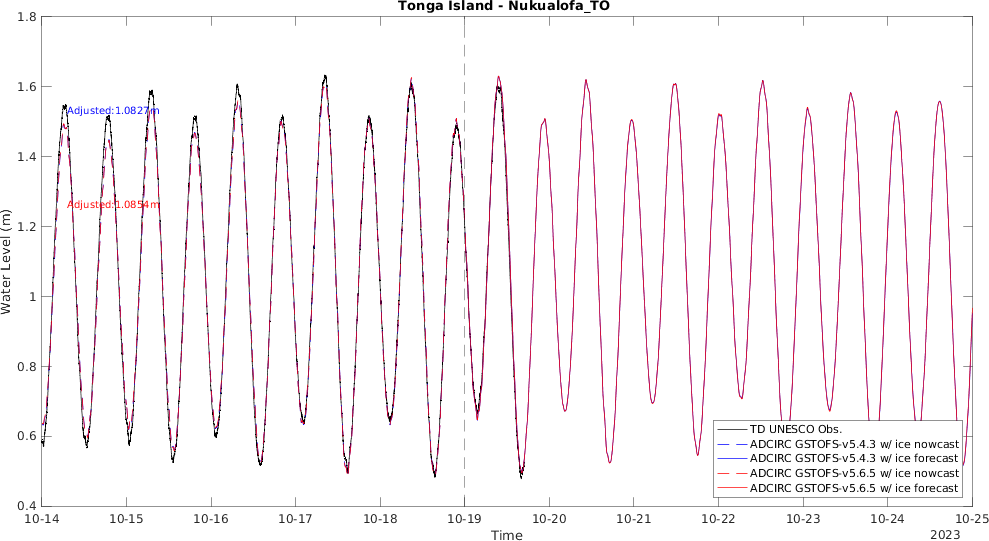 Tonga Island - Nukualofa_TO
Water Level (m)
1.8
1.6
1.4
1.2
1
0.8
0.6
0.4
Adjusted:1.0827m
Adjusted:1.0854m
TD UNESCO Obs.
ADCIRC GSTOFS-v5.4.3 w/ ice nowcast
ADCIRC GSTOFS-v5.4.3 w/ ice forecast
ADCIRC GSTOFS-v5.6.5 w/ ice nowcast
ADCIRC GSTOFS-v5.6.5 w/ ice forecast
10-14 10-15 10-16 10-17 10-18 10-19 10-20 10-21 10-22 10-23 10-24 10-25
Time
2023